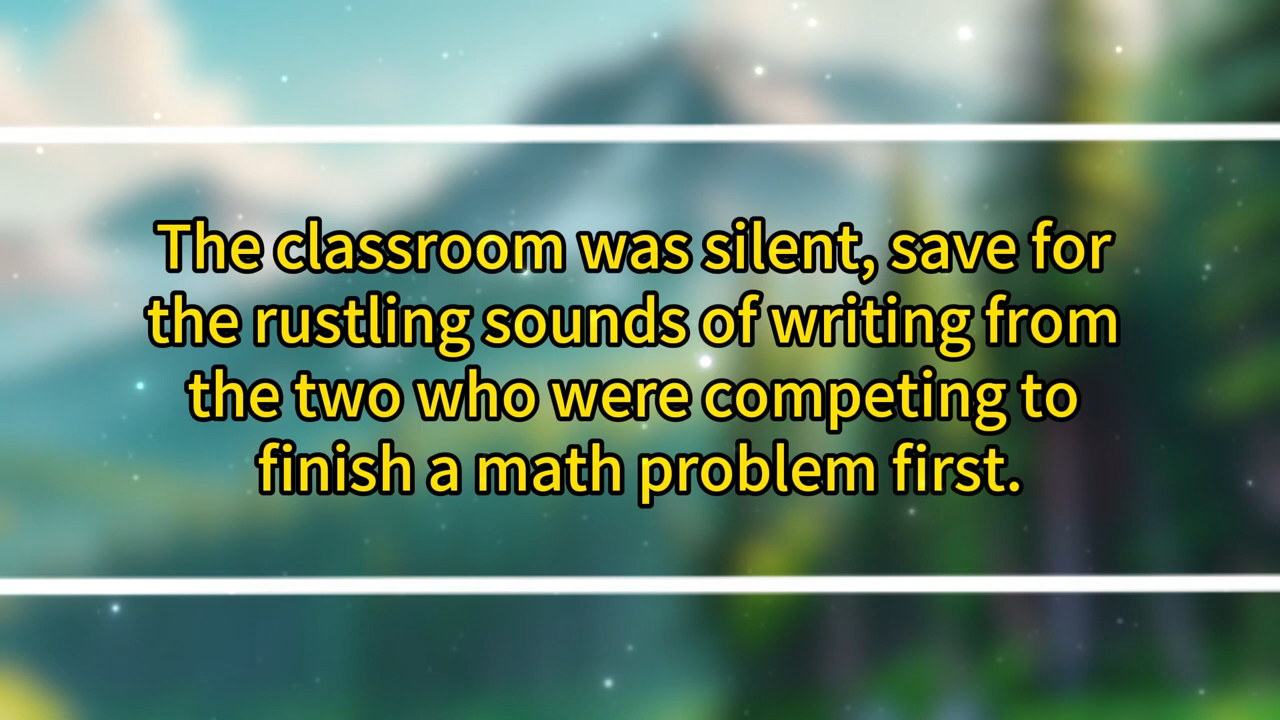 The classroom was silent, save for
the rustling sounds of writing from
the two who were competing to
finish a math problem first.